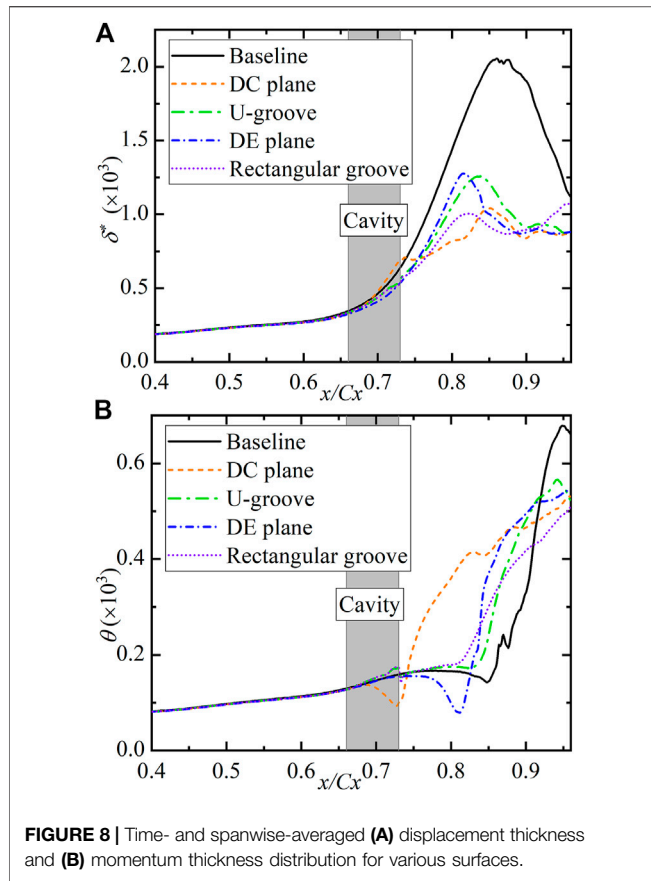 A
Baseline
DC plane
U-groove
DE plane
Rectangular groove
Cavity
2.0
1.5
1.0
0.5
0.0
δ* (×10³)
0.4 0.5 0.6 0.7 0.8 0.9
x/Cx
B
Baseline
DC plane
U-groove
DE plane
Rectangular groove
Cavity
0.6
0.4
0.2
0.0
θ (×10³)
0.4 0.5 0.6 0.7 0.8 0.9
x/Cx
FIGURE 8 | Time- and spanwise-averaged (A) displacement thickness
and (B) momentum thickness distribution for various surfaces.